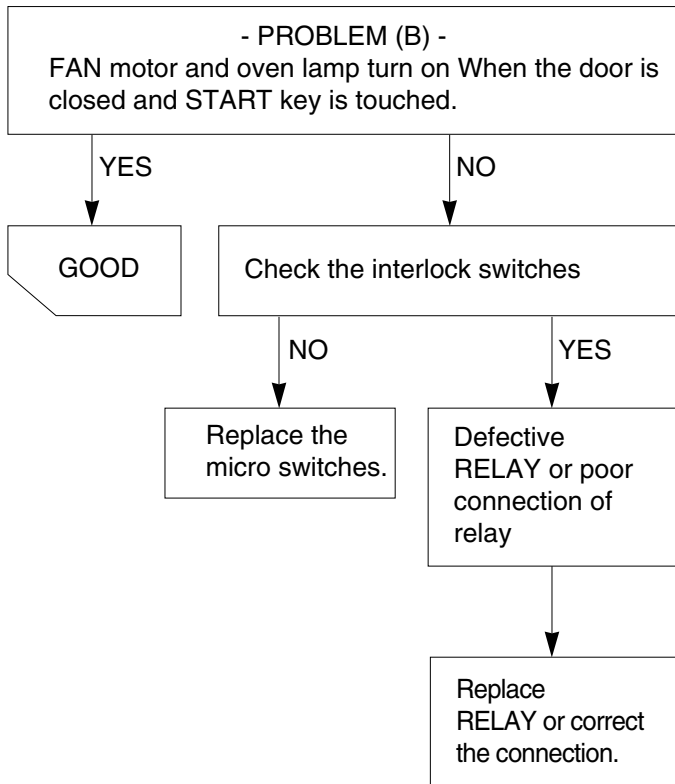 - PROBLEM (B) -
FAN motor and oven lamp turn on When the door is
closed and START key is touched.
YES
NO
GOOD
Check the interlock switches
NO
YES
Replace the
micro switches.
Defective
RELAY or poor
connection of
relay
Replace
RELAY or correct
the connection.